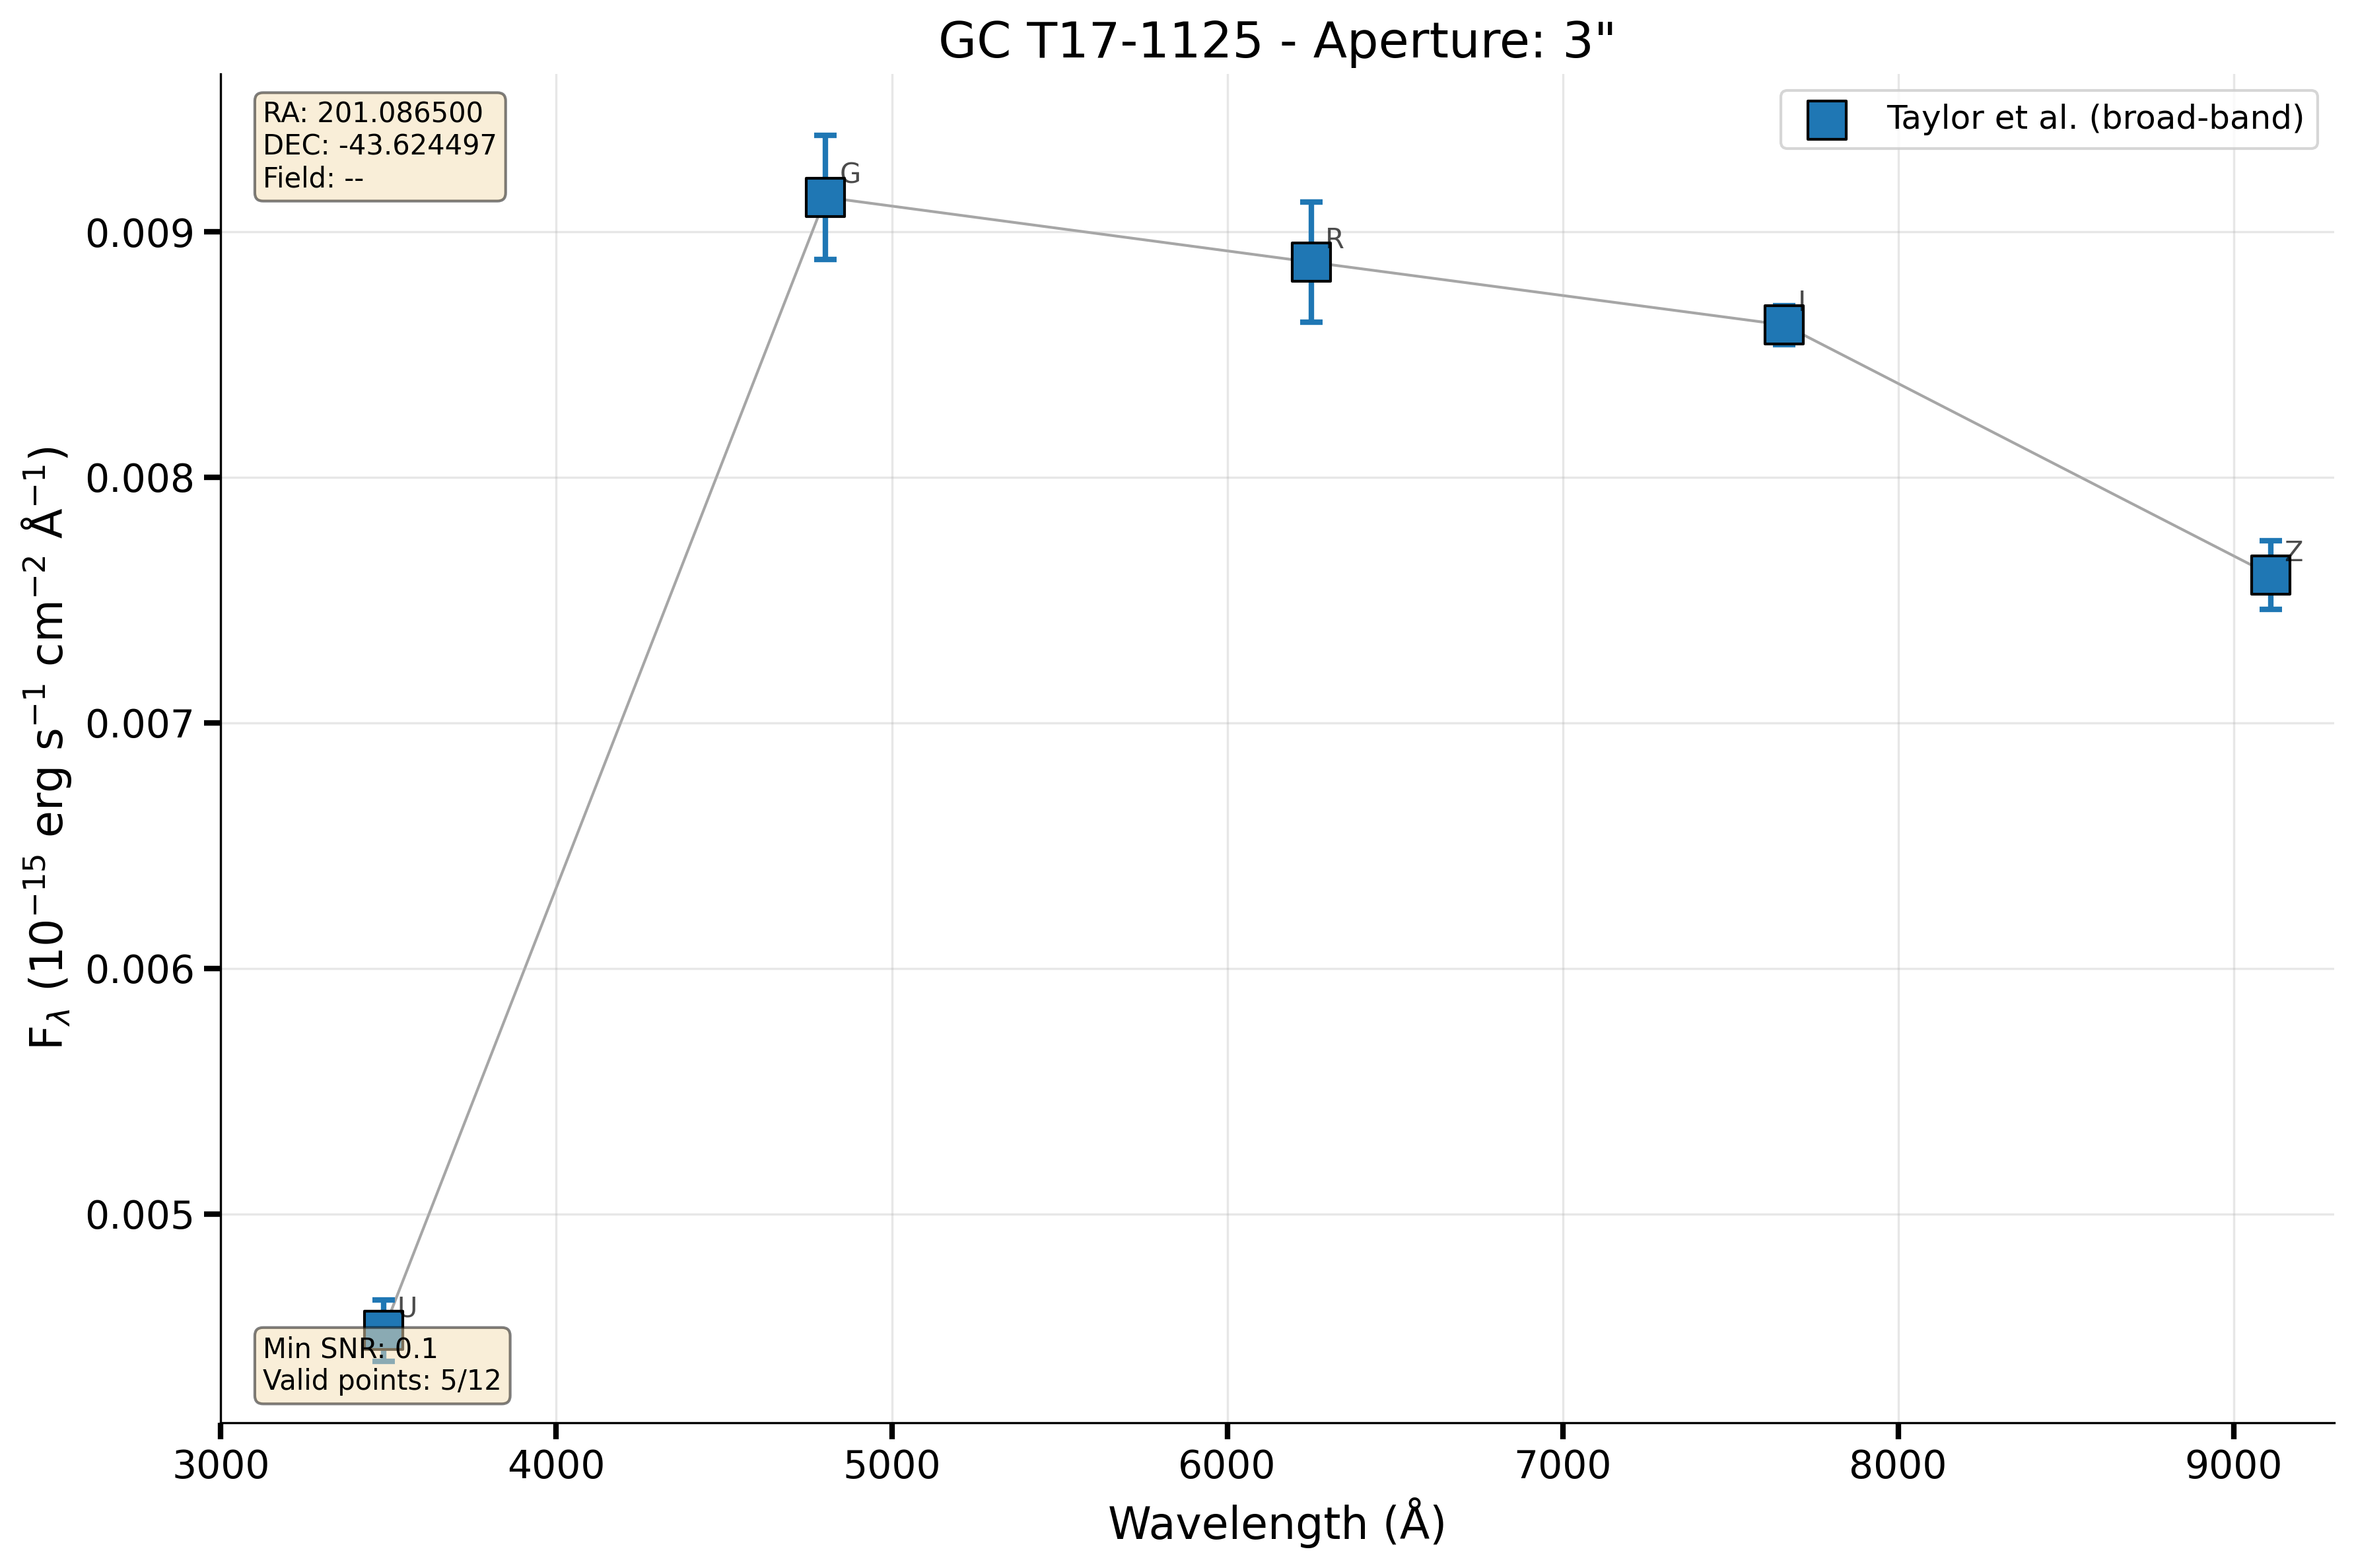 GC T17-1125 - Aperture: 3"
RA: 201.086500
DEC: -43.624497
Field: --
Taylor et al. (broad-band)
G
R
I
Z
U
Min SNR: 0.1
Valid points: 5/12
0.009
0.008
0.007
0.006
0.005
F_λ (10⁻¹⁵ erg s⁻¹ cm⁻² Å⁻¹)
3000 4000 5000 6000 7000 8000 9000
Wavelength (Å)